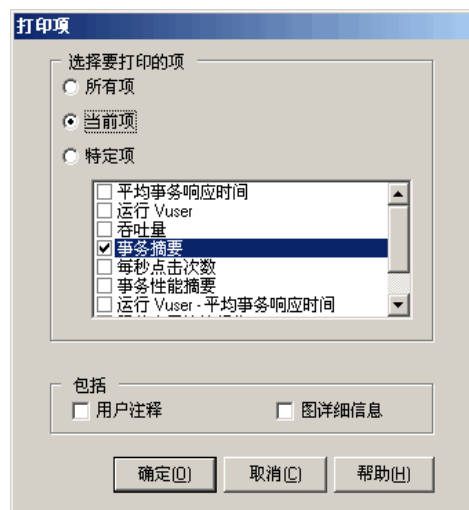 打印项
选择要打印的项
所有项
当前项
特定项
平均事务响应时间
运行 Vuser
吞吐量
事务摘要
每秒点击次数
事务性能摘要
运行 Vuser - 平均事务响应时间
包括
用户注释
图详细信息
确定(O)
取消(C)
帮助(H)